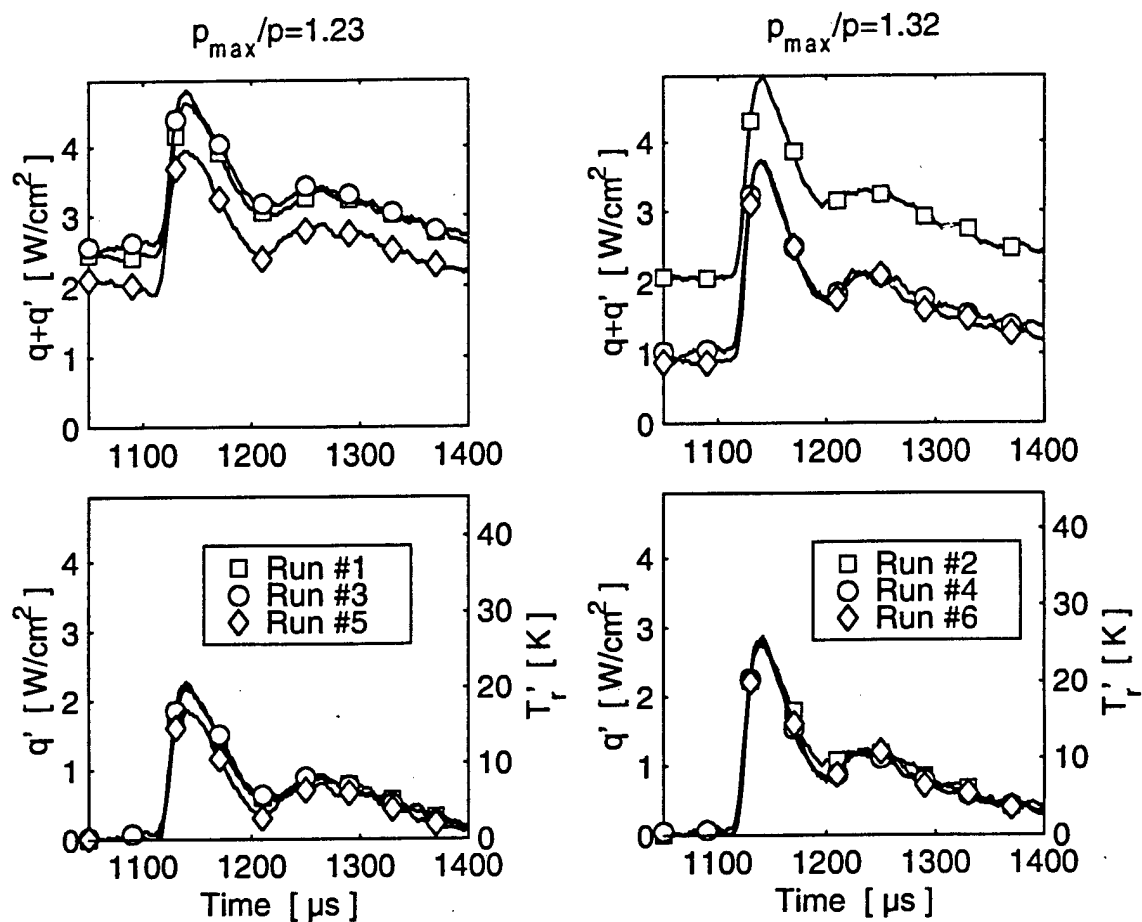 p_max/p=1.23
p_max/p=1.32
q+q' [ W/cm²]
4
3
2
1
0
1100 1200 1300 1400
q+q' [ W/cm²]
4
3
2
1
0
1100 1200 1300 1400
q' [ W/cm²]
4
3
2
1
0
Run #1
Run #3
Run #5
40
30
20
10
0
T_r' [ K]
1100 1200 1300 1400
Time [ µs]
q' [ W/cm²]
4
3
2
1
0
Run #2
Run #4
Run #6
40
30
20
10
0
T_r' [ K]
1100 1200 1300 1400
Time [ µs]